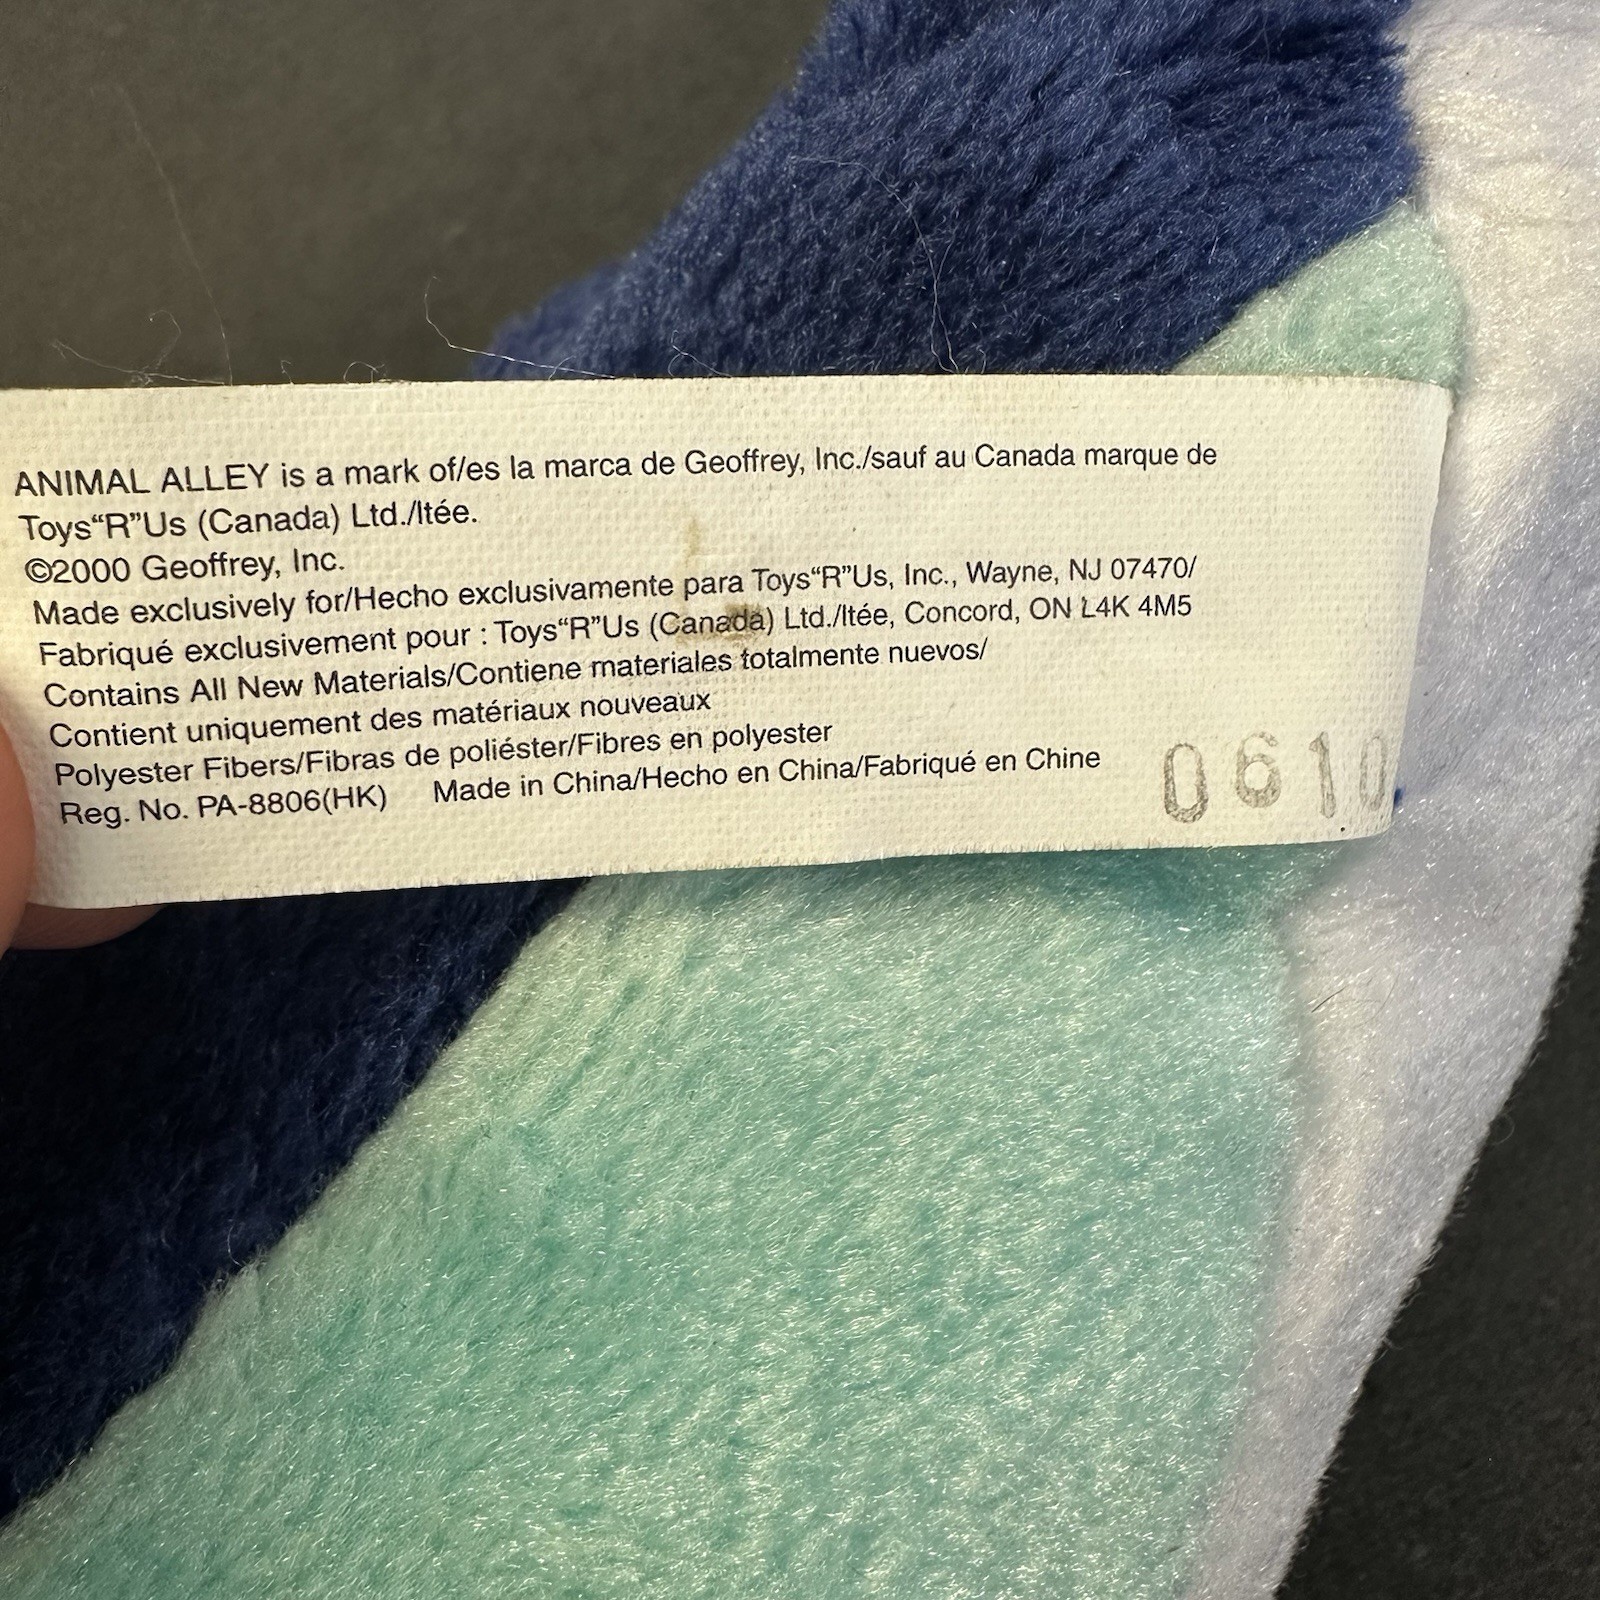 ANIMAL ALLEY is a mark of/es la marca de Geoffrey, Inc./sauf au Canada marque de
Toys“R”Us (Canada) Ltd./ltée.
©2000 Geoffrey, Inc.
Made exclusively for/Hecho exclusivamente para Toys“R”Us, Inc., Wayne, NJ 07470/
Fabriqué exclusivement pour : Toys“R”Us (Canada) Ltd./ltée, Concord, ON L4K 4M5
Contains All New Materials/Contiene materiales totalmente nuevos/
Contient uniquement des matériaux nouveaux
Polyester Fibers/Fibras de poliéster/Fibres en polyester
Reg. No. PA-8806(HK) Made in China/Hecho en China/Fabriqué en Chine 0610